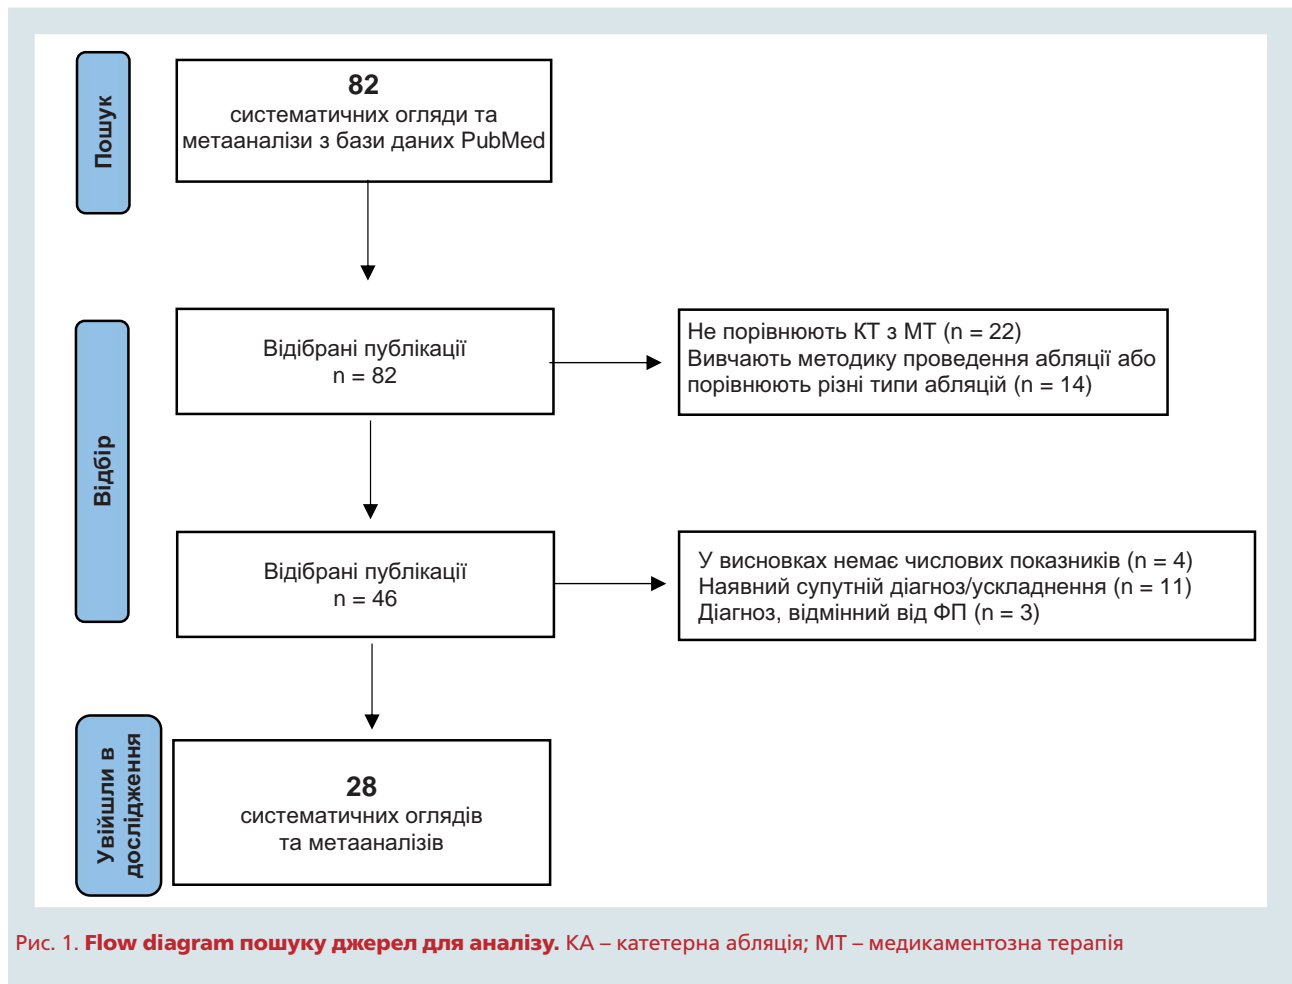 Пошук
82
систематичних огляди та
метааналізи з бази даних PubMed
Відбір
Відібрані публікації
n = 82
Не порівнюють КТ з МТ (n = 22)
Вивчають методику проведення абляції або
порівнюють різні типи абляцій (n = 14)
Відібрані публікації
n = 46
У висновках немає числових показників (n = 4)
Наявний супутній діагноз/ускладнення (n = 11)
Діагноз, відмінний від ФП (n = 3)
Увійшли в
дослідження
28
систематичних оглядів
та метааналізів
Рис. 1. Flow diagram пошуку джерел для аналізу. КА – катетерна абляція; МТ – медикаментозна терапія